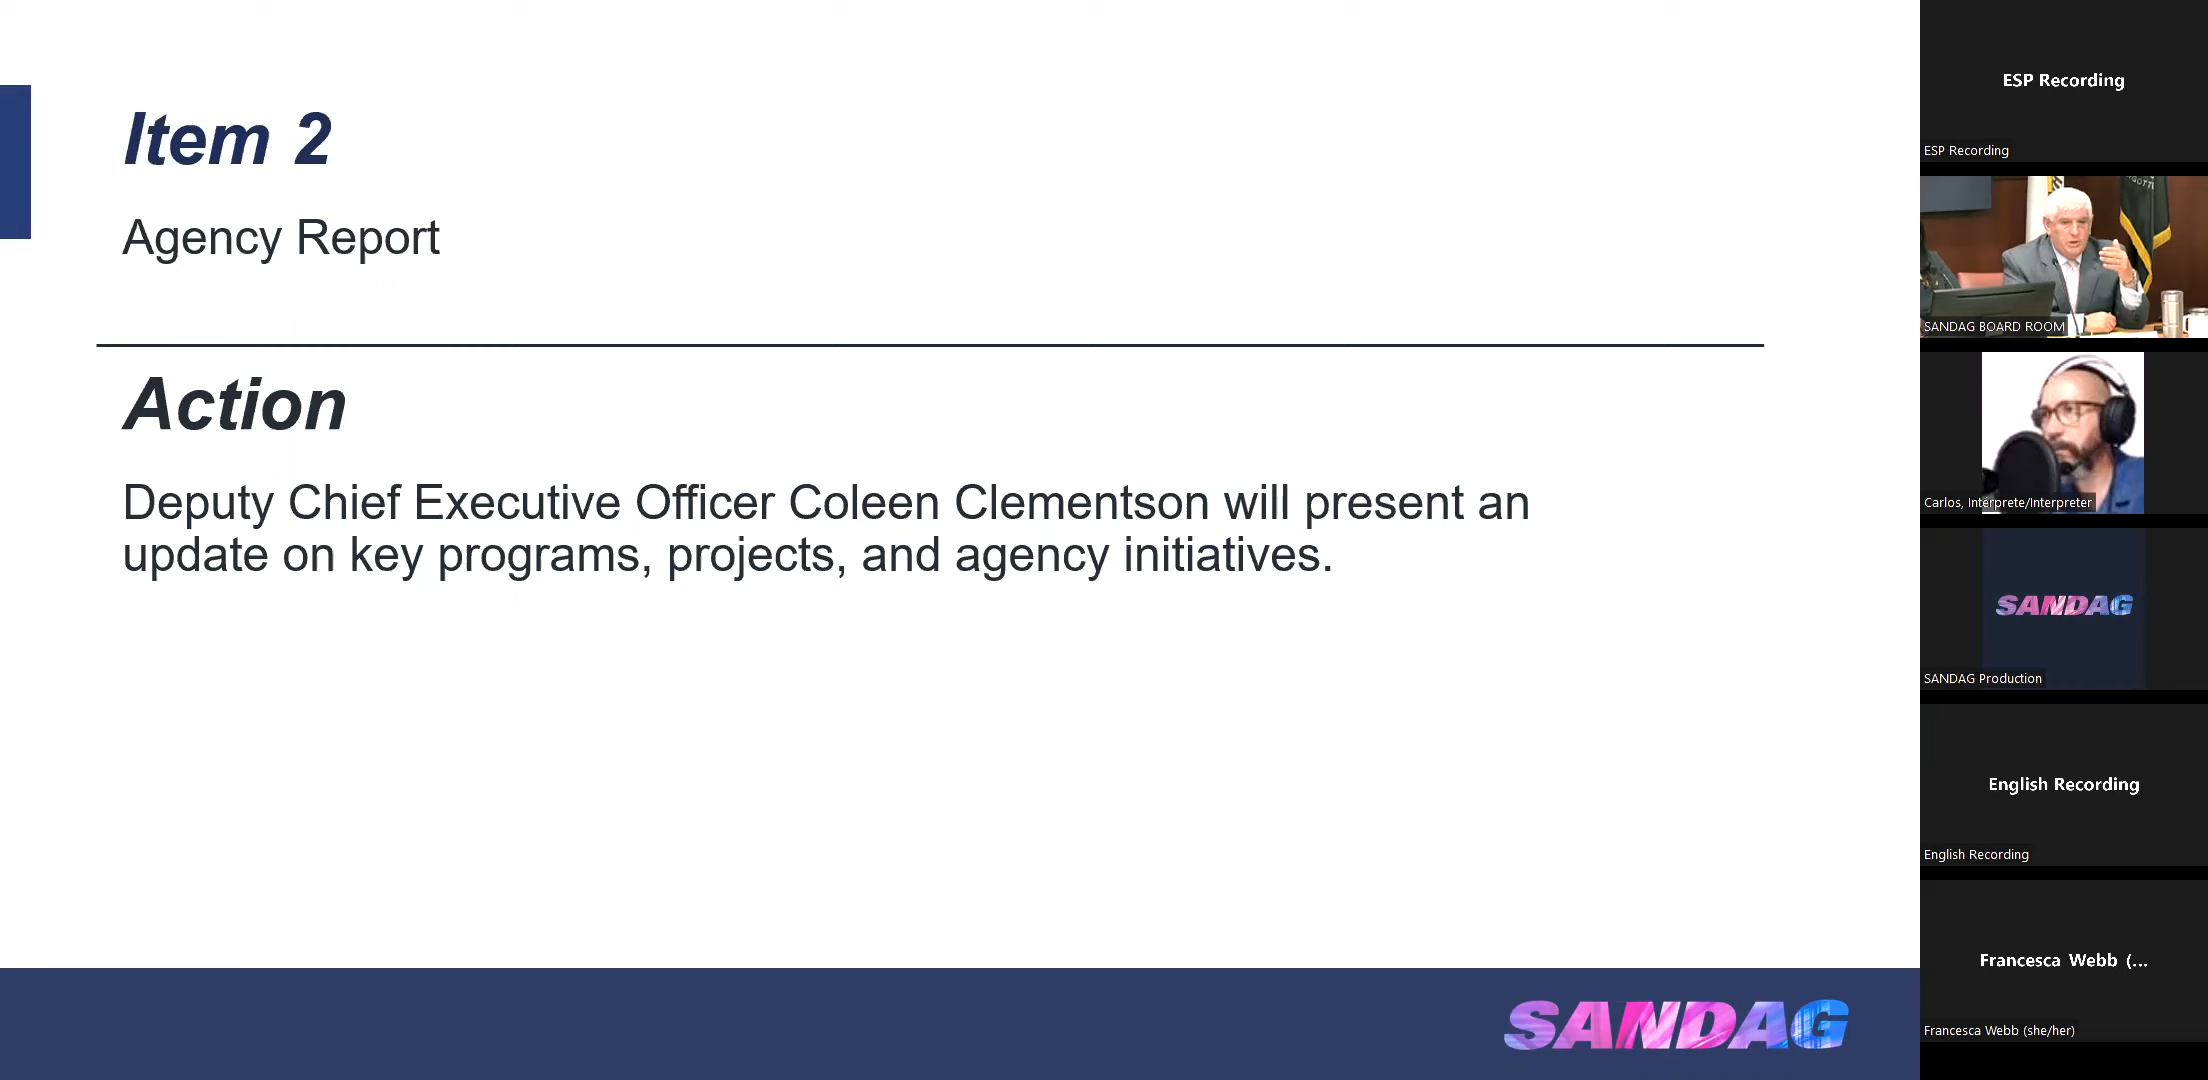 Item 2
Agency Report
Action
Deputy Chief Executive Officer Coleen Clementson will present an
update on key programs, projects, and agency initiatives.
SANDAG
ESP Recording
ESP Recording
SANDAG BOARD ROOM
Carlos, Intérprete/Interpreter
SANDAG
SANDAG Production
English Recording
English Recording
Francesca Webb (...
Francesca Webb (she/her)